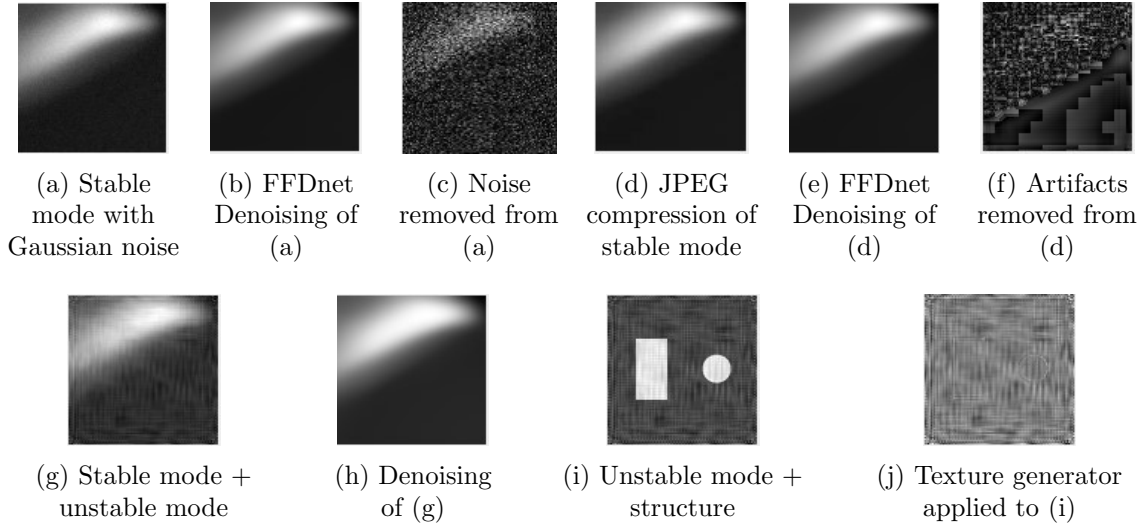 (a) Stable
mode with
Gaussian noise
(b) FFDnet
Denoising of
(a)
(c) Noise
removed from
(a)
(d) JPEG
compression of
stable mode
(e) FFDnet
Denoising of
(d)
(f) Artifacts
removed from
(d)
(g) Stable mode +
unstable mode
(h) Denoising
of (g)
(i) Unstable mode +
structure
(j) Texture generator
applied to (i)